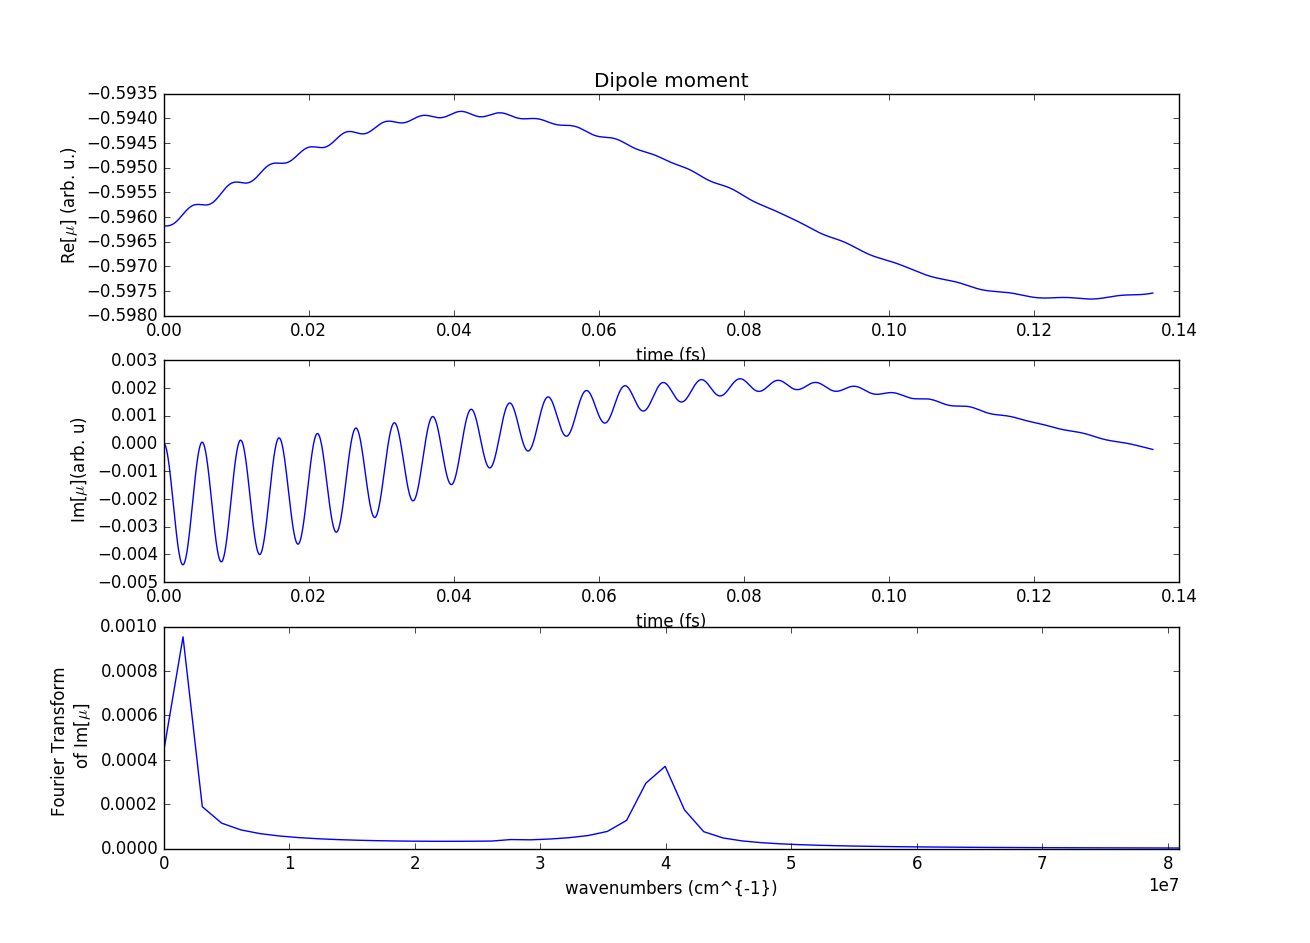 Dipole moment
Re[μ] (arb. u.)
−0.5935
−0.5940
−0.5945
−0.5950
−0.5955
−0.5960
−0.5965
−0.5970
−0.5975
−0.5980
0.00 0.02 0.04 0.06 0.08 0.10 0.12 0.14
time (fs)
Im[μ](arb. u)
0.003
0.002
0.001
0.000
−0.001
−0.002
−0.003
−0.004
−0.005
0.00 0.02 0.04 0.06 0.08 0.10 0.12 0.14
time (fs)
Fourier Transform
of Im[μ]
0.0010
0.0008
0.0006
0.0004
0.0002
0.0000
0 1 2 3 4 5 6 7 8
1e7
wavenumbers (cm^{-1})